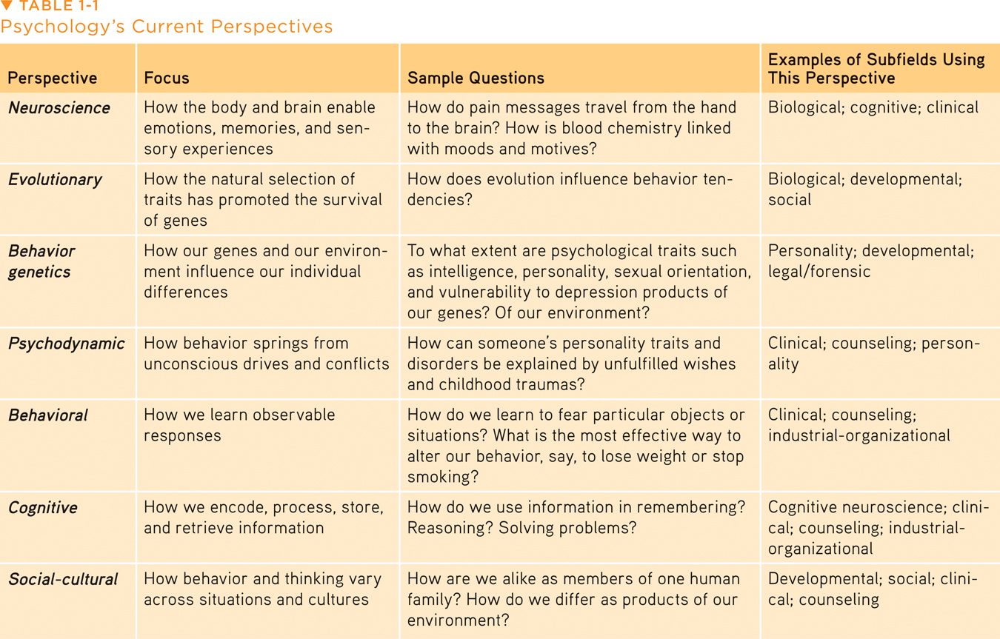 ▼ TABLE 1-1
Psychology's Current Perspectives
Perspective
Focus
Sample Questions
Examples of Subfields Using
This Perspective
Neuroscience
How the body and brain enable
emotions, memories, and sen-
sory experiences
How do pain messages travel from the hand
to the brain? How is blood chemistry linked
with moods and motives?
Biological; cognitive; clinical
Evolutionary
How the natural selection of
traits has promoted the survival
of genes
How does evolution influence behavior ten-
dencies?
Biological; developmental;
social
Behavior
genetics
How our genes and our environ-
ment influence our individual
differences
To what extent are psychological traits such
as intelligence, personality, sexual orientation,
and vulnerability to depression products of
our genes? Of our environment?
Personality; developmental;
legal/forensic
Psychodynamic
How behavior springs from
unconscious drives and conflicts
How can someone's personality traits and
disorders be explained by unfulfilled wishes
and childhood traumas?
Clinical; counseling; person-
ality
Behavioral
How we learn observable
responses
How do we learn to fear particular objects or
situations? What is the most effective way to
alter our behavior, say, to lose weight or stop
smoking?
Clinical; counseling;
industrial-organizational
Cognitive
How we encode, process, store,
and retrieve information
How do we use information in remembering?
Reasoning? Solving problems?
Cognitive neuroscience; clini-
cal; counseling; industrial-
organizational
Social-cultural
How behavior and thinking vary
across situations and cultures
How are we alike as members of one human
family? How do we differ as products of our
environment?
Developmental; social; clini-
cal; counseling